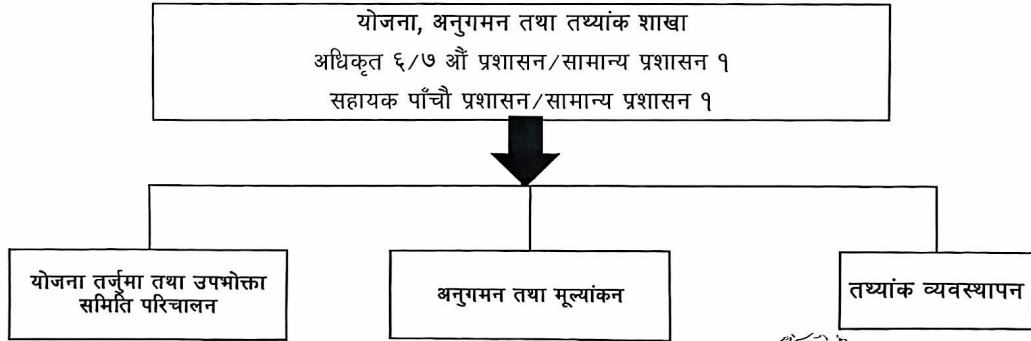 योजना, अनुगमन तथा तथ्यांक शाखा
अधिकृत ६/७ औं प्रशासन/सामान्य प्रशासन १
सहायक पाँचौ प्रशासन/सामान्य प्रशासन १
योजना तर्जुमा तथा उपभोक्ता
समिति परिचालन
अनुगमन तथा मूल्यांकन
तथ्यांक व्यवस्थापन